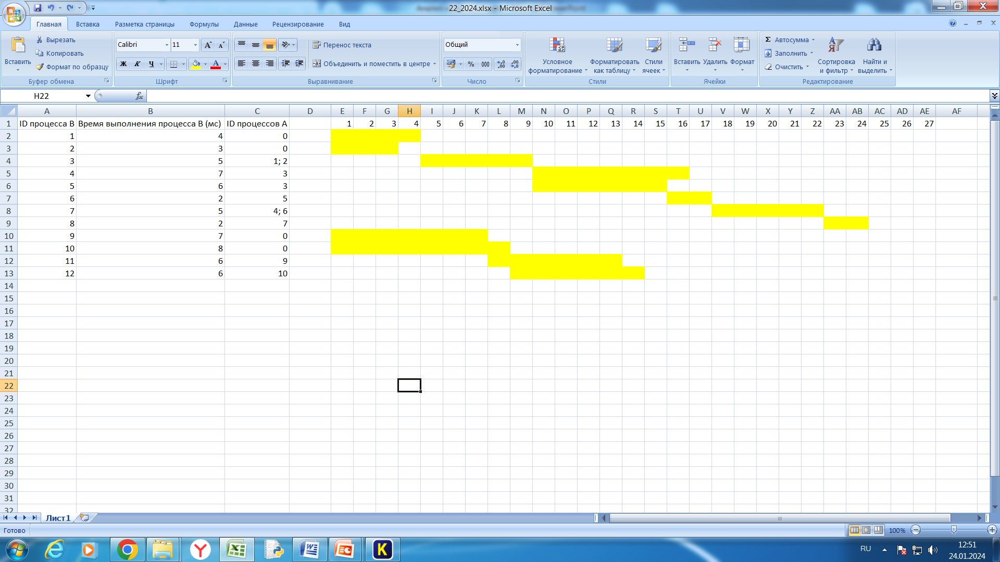 22_2024.xlsx - Microsoft Excel
Главная Вставка Разметка страницы Формулы Данные Рецензирование Вид
Вставить
Вырезать
Копировать
Формат по образцу
Буфер обмена
Calibri 11
Ж К Ч А
Шрифт
Перенос текста
Объединить и поместить в центре
Выравнивание
Общий
% 000
Число
Условное форматирование
Форматировать как таблицу
Стили ячеек
Стили
Вставить Удалить Формат
Ячейки
Σ Автосумма
Заполнить
Очистить
Сортировка и фильтр
Найти и выделить
Редактирование
H22 fx
A B C D E F G H I J K L M N O P Q R S T U V W X Y Z AA AB AC AD AE AF
1 ID процесса B Время выполнения процесса B (мс) ID процессов A 1 2 3 4 5 6 7 8 9 10 11 12 13 14 15 16 17 18 19 20 21 22 23 24 25 26 27
2 1 4 0
3 2 3 0
4 3 5 1; 2
5 4 7 3
6 5 6 3
7 6 2 5
8 7 5 4; 6
9 8 2 7
10 9 7 0
11 10 8 0
12 11 6 9
13 12 6 10
14
15
16
17
18
19
20
21
22
23
24
25
26
27
28
29
30
31
32
Лист1
Готово
100%
RU
12:51
24.01.2024